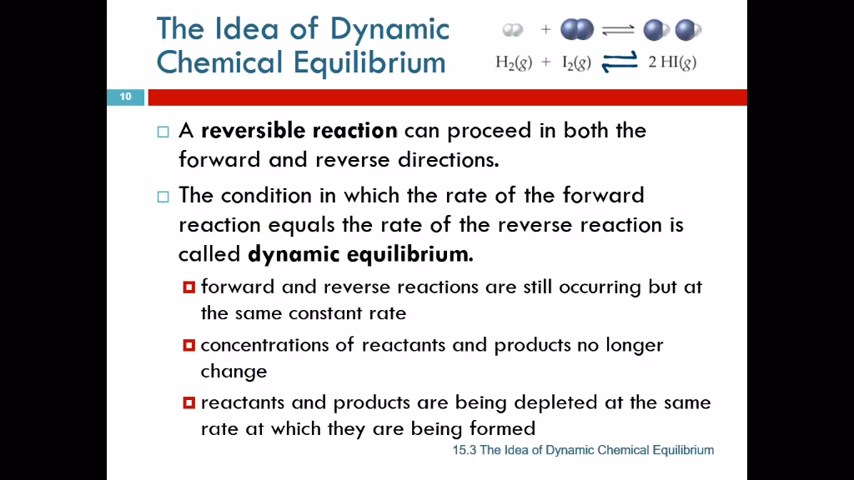 The Idea of Dynamic
Chemical Equilibrium
+ ⇌
H₂(g) + I₂(g) ⇌ 2 HI(g)
10
A reversible reaction can proceed in both the
forward and reverse directions.
The condition in which the rate of the forward
reaction equals the rate of the reverse reaction is
called dynamic equilibrium.
forward and reverse reactions are still occurring but at
the same constant rate
concentrations of reactants and products no longer
change
reactants and products are being depleted at the same
rate at which they are being formed
15.3 The Idea of Dynamic Chemical Equilibrium